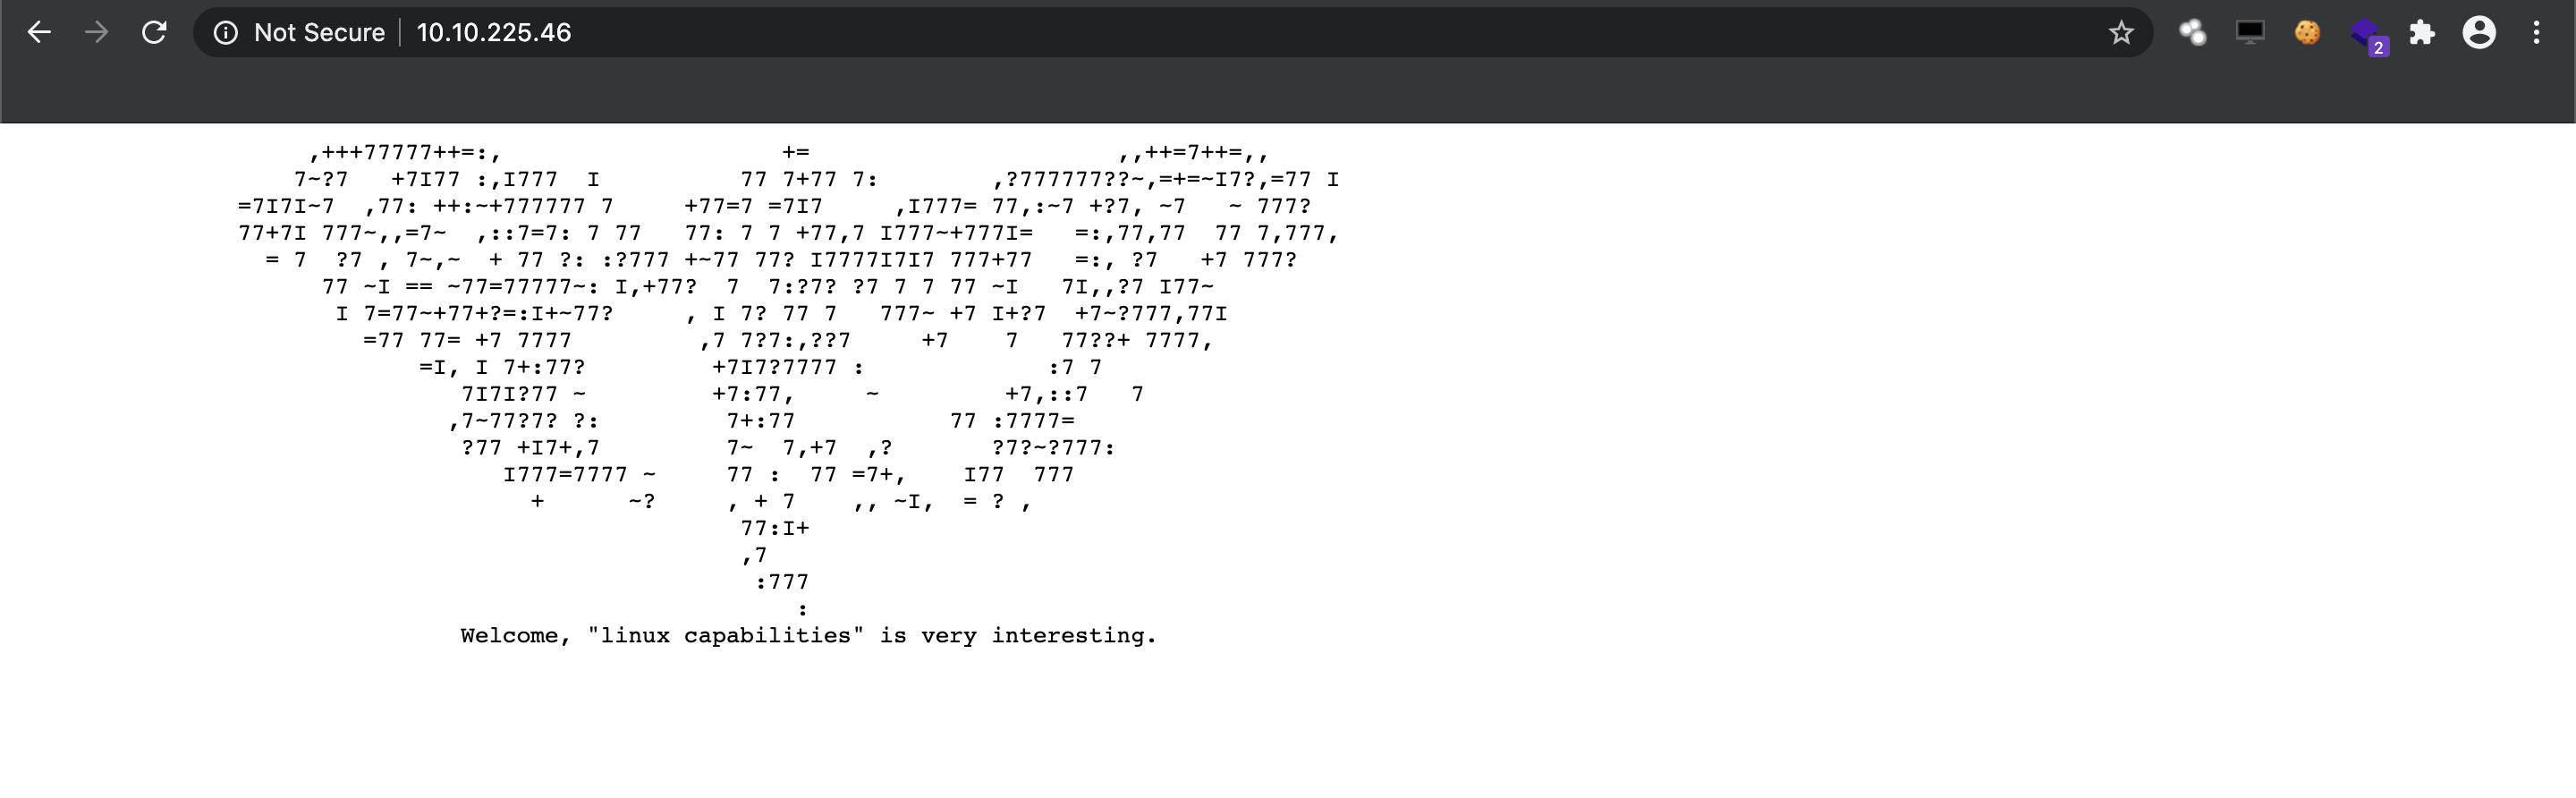 Not Secure | 10.10.225.46
2
     ,+++77777++=:,                    +=                      ,,++=7++=,,
    7~?7   +7I77 :,I777  I          77 7+77 7:        ,?777777??~,=+=~I7?,=77 I
=7I7I~7  ,77: ++:~+777777 7     +77=7 =7I7     ,I777= 77,:~7 +?7, ~7   ~ 777?
77+7I 777~,,=7~  ,::7=7: 7 77   77: 7 7 +77,7 I777~+777I=   =:,77,77  77 7,777,
  = 7  ?7 , 7~,~  + 77 ?: :?777 +~77 77? I7777I7I7 777+77   =:, ?7   +7 777?
      77 ~I == ~77=77777~: I,+77?  7  7:?7? ?7 7 7 77 ~I   7I,,?7 I77~
       I 7=77~+77+?=:I+~77?     , I 7? 77 7   777~ +7 I+?7  +7~?777,77I
         =77 77= +7 7777         ,7 7?7:,??7     +7    7   77??+ 7777,
             =I, I 7+:77?         +7I7?7777 :             :7 7
                7I7I?77 ~         +7:77,     ~         +7,::7   7
               ,7~77?7? ?:         7+:77           77 :7777=
                ?77 +I7+,7         7~  7,+7  ,?       ?7?~?777:
                   I777=7777 ~     77 :  77 =7+,    I77  777
                     +      ~?     , + 7    ,, ~I,  = ? ,
                                    77:I+
                                    ,7
                                     :777
                                        :
                Welcome, "linux capabilities" is very interesting.